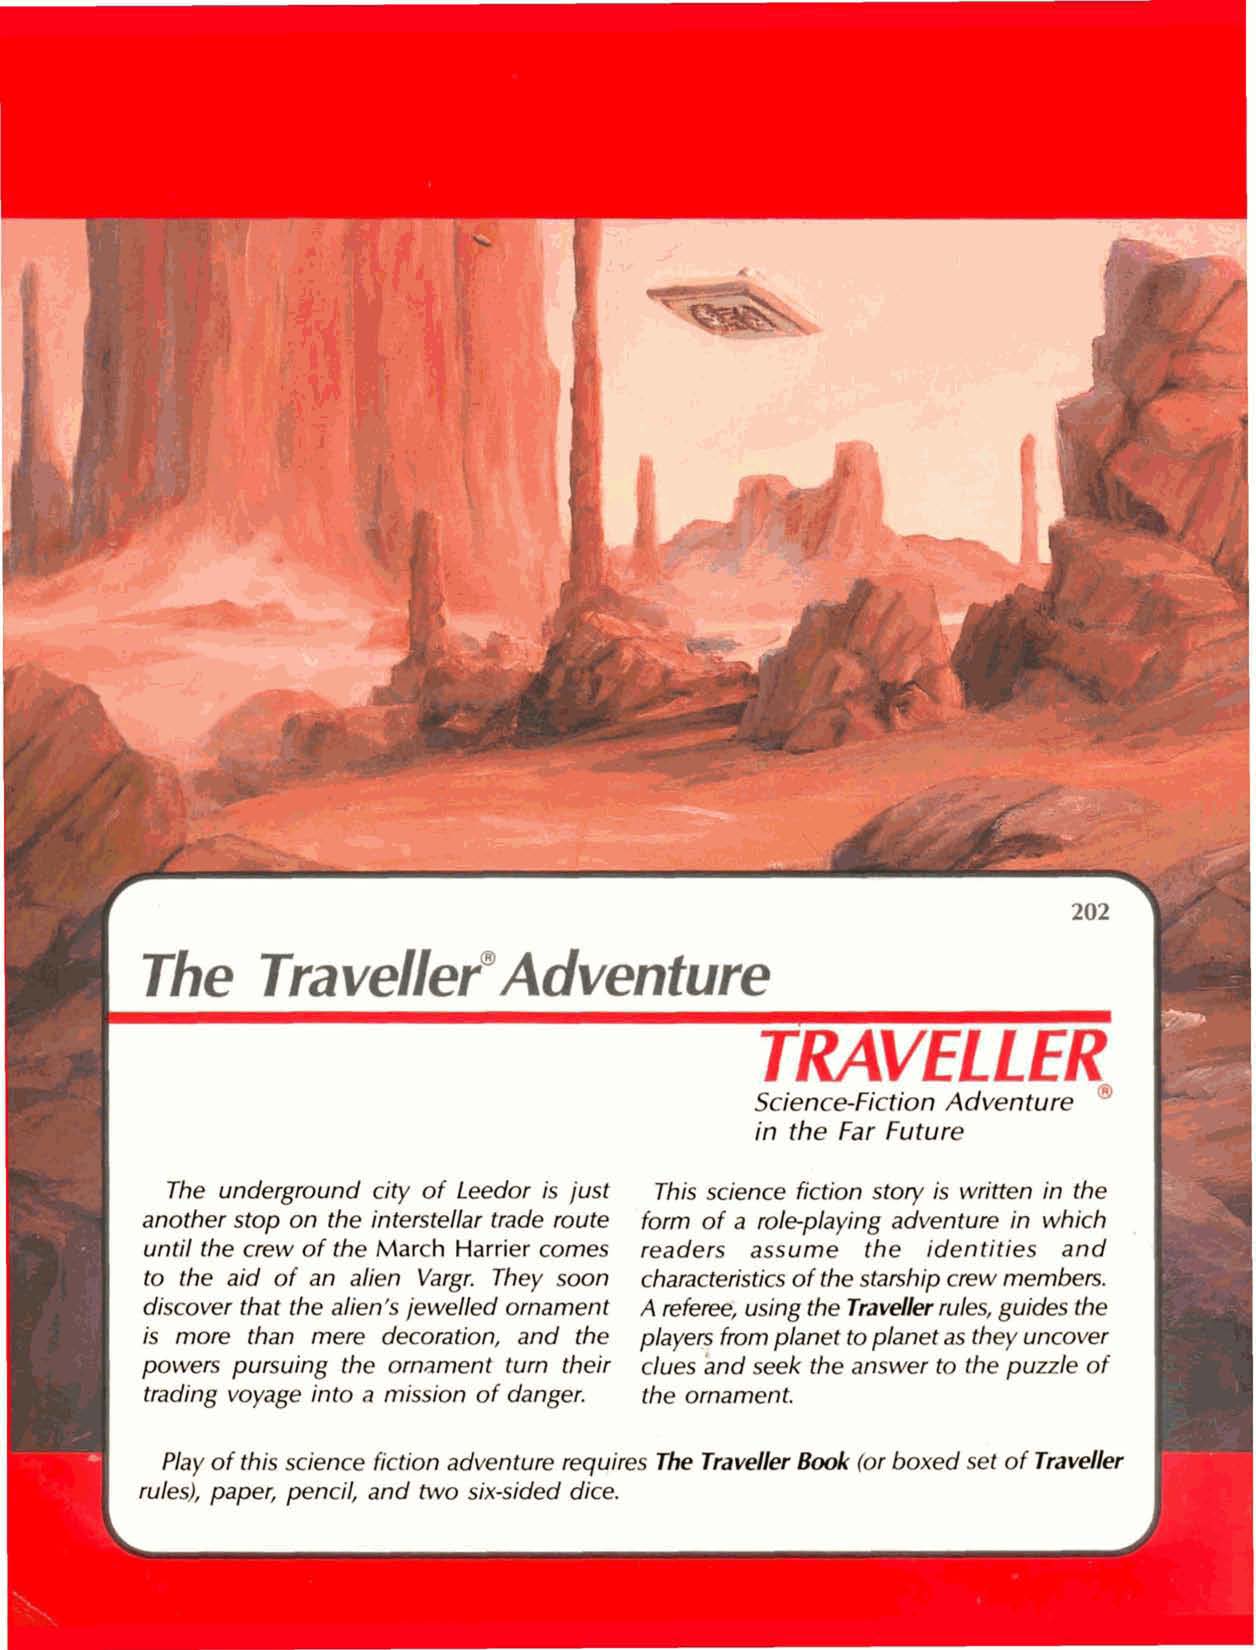 202
The Traveller® Adventure
TRAVELLER®
Science-Fiction Adventure
in the Far Future
The underground city of Leedor is just
another stop on the interstellar trade route
until the crew of the March Harrier comes
to the aid of an alien Vargr. They soon
discover that the alien's jewelled ornament
is more than mere decoration, and the
powers pursuing the ornament turn their
trading voyage into a mission of danger.
This science fiction story is written in the
form of a role-playing adventure in which
readers assume the identities and
characteristics of the starship crew members.
A referee, using the Traveller rules, guides the
players from planet to planet as they uncover
clues and seek the answer to the puzzle of
the ornament.
Play of this science fiction adventure requires The Traveller Book (or boxed set of Traveller
rules), paper, pencil, and two six-sided dice.